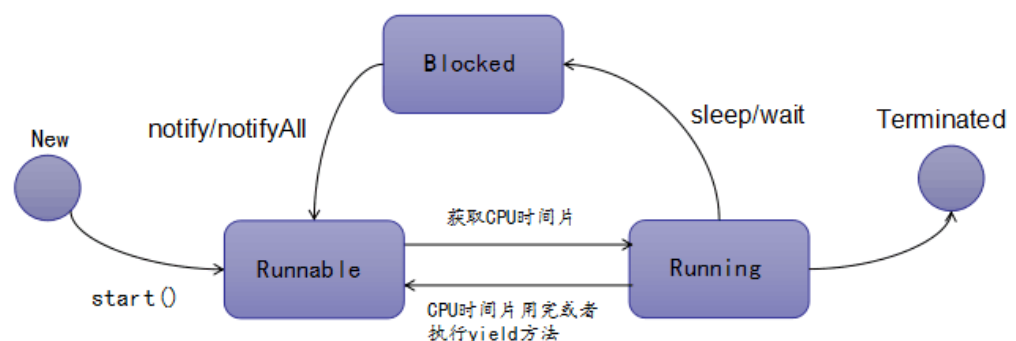 Blocked
sleep/wait
Terminated
notify/notifyAll
New
获取CPU时间片
Runnable
Running
start()
CPU时间片用完或者
执行yield方法